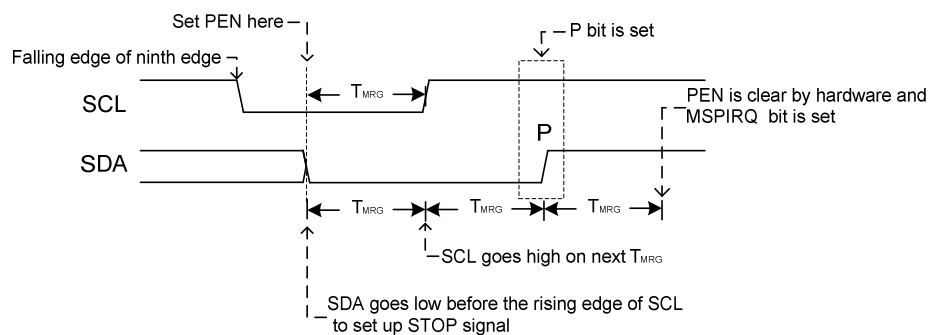 Set PEN here
P bit is set
Falling edge of ninth edge
SCL
TMRG
PEN is clear by hardware and
MSPIRQ bit is set
P
SDA
TMRG
TMRG
TMRG
SCL goes high on next TMRG
SDA goes low before the rising edge of SCL
to set up STOP signal